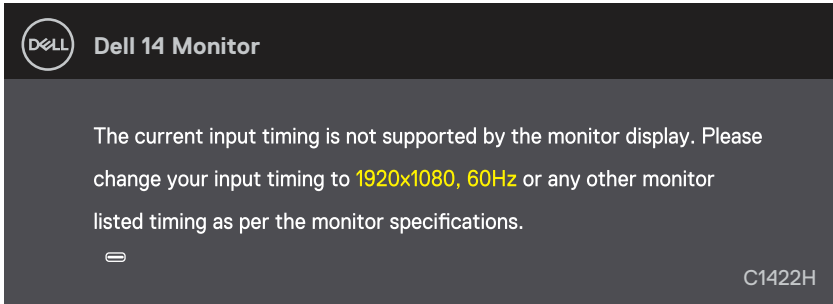 DELL
Dell 14 Monitor
The current input timing is not supported by the monitor display. Please
change your input timing to 1920x1080, 60Hz or any other monitor
listed timing as per the monitor specifications.
C1422H